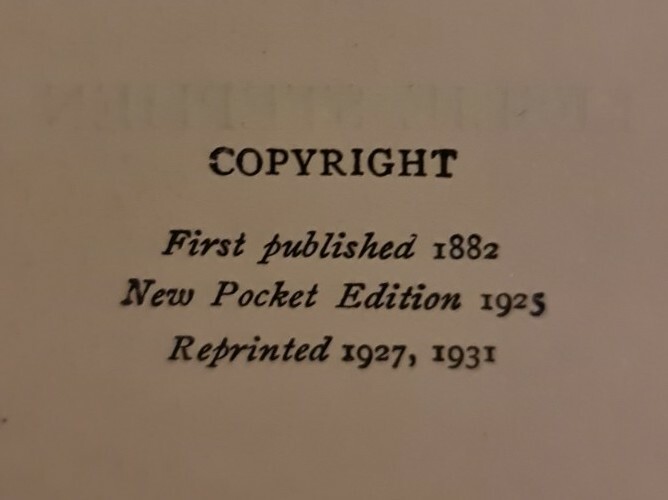 COPYRIGHT
First published 1882
New Pocket Edition 1925
Reprinted 1927, 1931